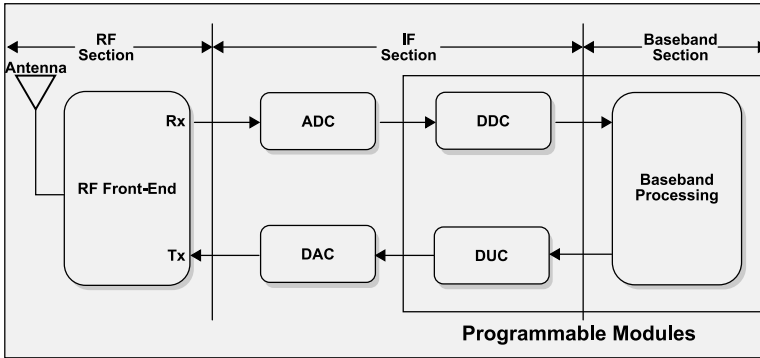 RF
Section
IF
Section
Baseband
Section
Antenna
Rx
ADC
DDC
RF Front-End
Baseband
Processing
Tx
DAC
DUC
Programmable Modules